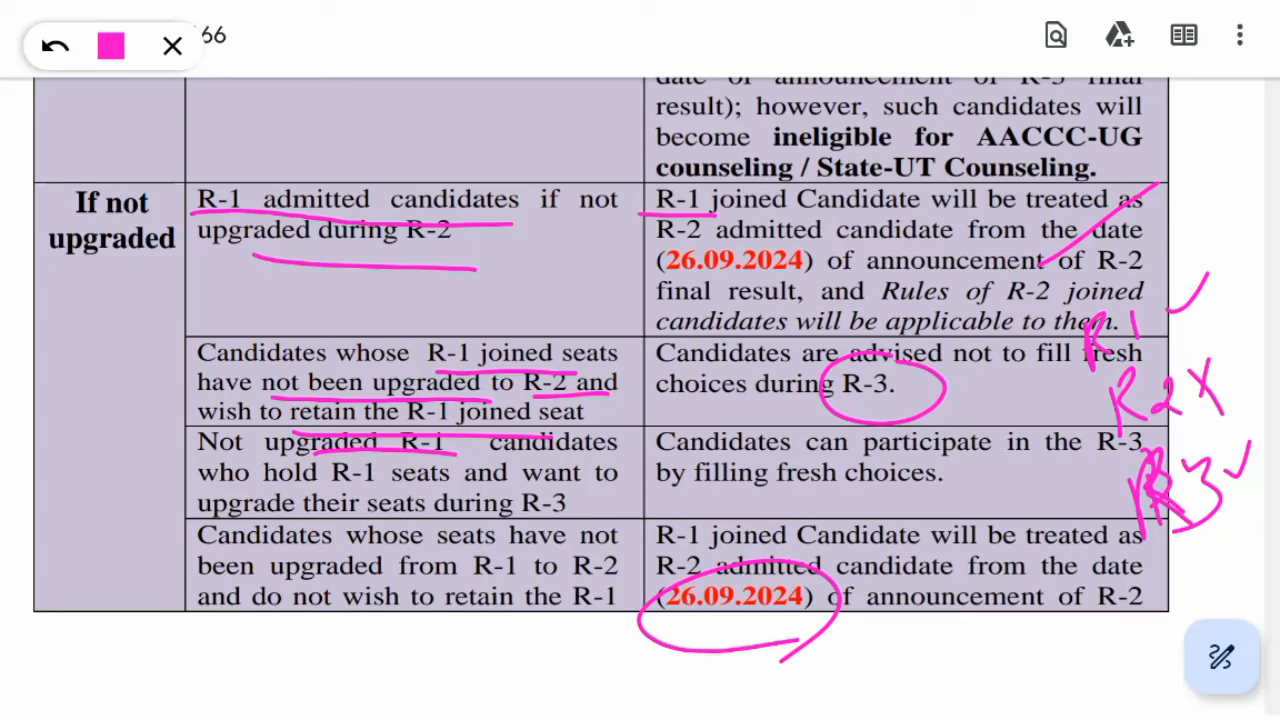 66
date of announcement of R-3 final
result); however, such candidates will
become ineligible for AACCC-UG
counseling / State-UT Counseling.
If not
upgraded
R-1 admitted candidates if not
upgraded during R-2
R-1 joined Candidate will be treated as
R-2 admitted candidate from the date
(26.09.2024) of announcement of R-2
final result, and Rules of R-2 joined
candidates will be applicable to them.
Candidates whose R-1 joined seats
have not been upgraded to R-2 and
wish to retain the R-1 joined seat
Candidates are advised not to fill fresh
choices during R-3.
Not upgraded R-1 candidates
who hold R-1 seats and want to
upgrade their seats during R-3
Candidates can participate in the R-3
by filling fresh choices.
Candidates whose seats have not
been upgraded from R-1 to R-2
and do not wish to retain the R-1
R-1 joined Candidate will be treated as
R-2 admitted candidate from the date
(26.09.2024) of announcement of R-2
R1 ✓
R2 X
R3 ✓